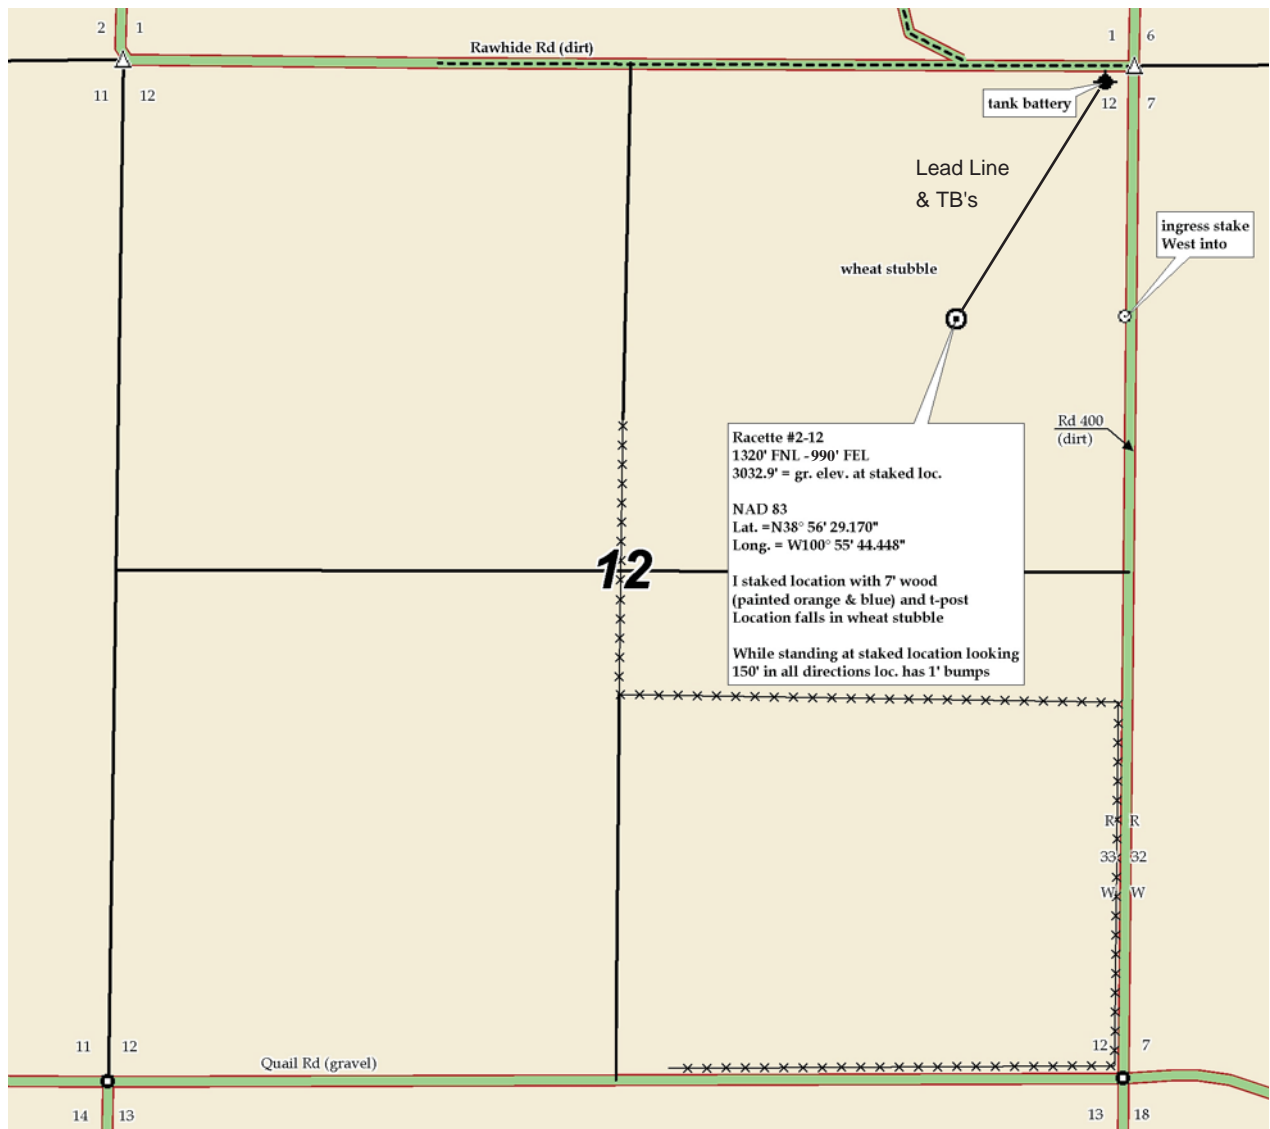 2 1
1 6
Rawhide Rd (dirt)
11 12
tank battery
12 7
Lead Line
& TB's
ingress stake
West into
wheat stubble
Rd 400
(dirt)
Racette #2-12
1320' FNL - 990' FEL
3032.9' = gr. elev. at staked loc.
NAD 83
Lat. =N38° 56' 29.170"
Long. = W100° 55' 44.448"
I staked location with 7' wood
(painted orange & blue) and t-post
Location falls in wheat stubble
While standing at staked location looking
150' in all directions loc. has 1' bumps
12
R R
33 32
W W
11 12
Quail Rd (gravel)
12 7
14 13
13 18